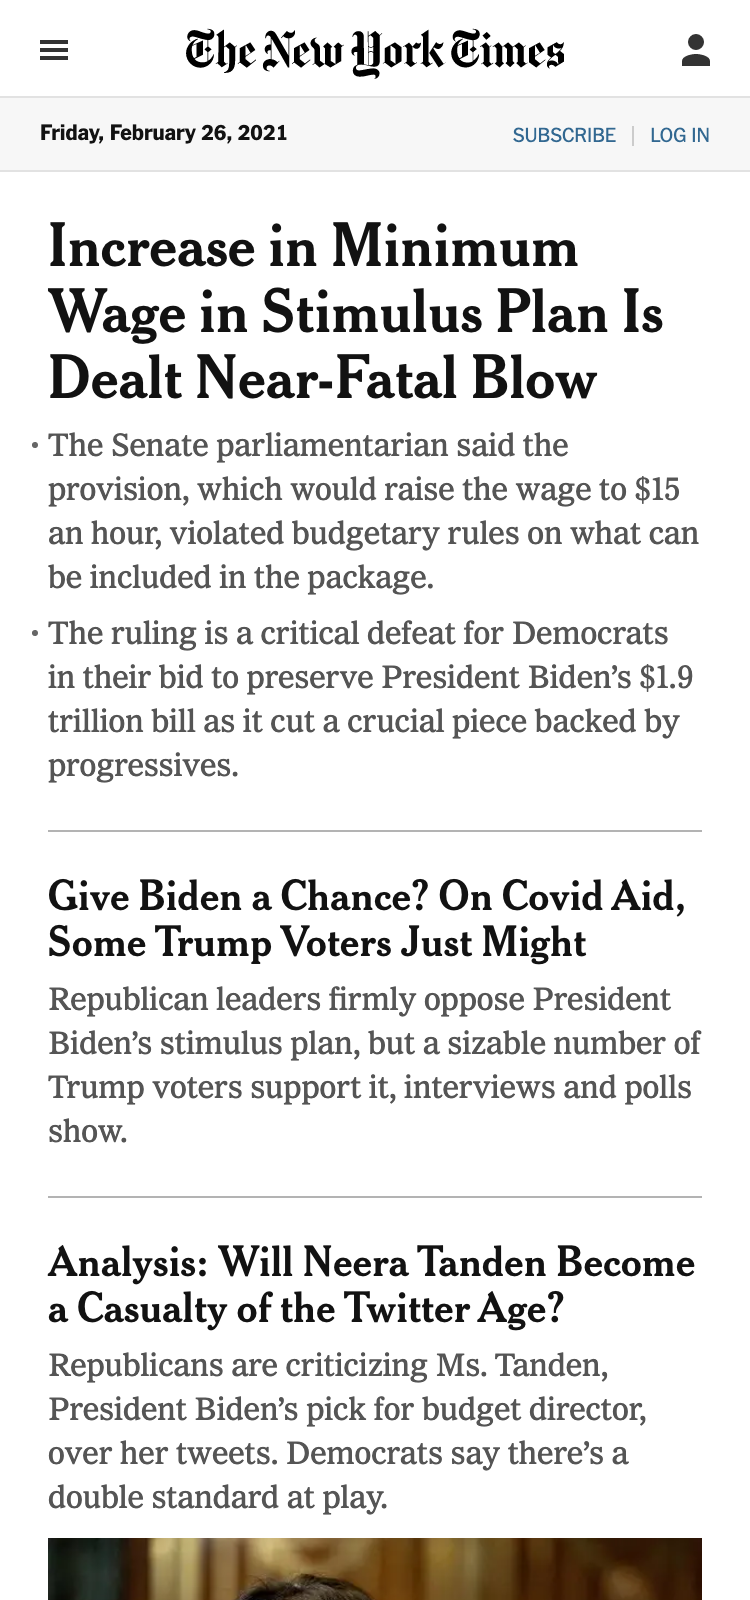 The New York Times
Friday, February 26, 2021
SUBSCRIBE | LOG IN
Increase in Minimum
Wage in Stimulus Plan Is
Dealt Near-Fatal Blow
• The Senate parliamentarian said the
provision, which would raise the wage to $15
an hour, violated budgetary rules on what can
be included in the package.
• The ruling is a critical defeat for Democrats
in their bid to preserve President Biden’s $1.9
trillion bill as it cut a crucial piece backed by
progressives.
Give Biden a Chance? On Covid Aid,
Some Trump Voters Just Might
Republican leaders firmly oppose President
Biden’s stimulus plan, but a sizable number of
Trump voters support it, interviews and polls
show.
Analysis: Will Neera Tanden Become
a Casualty of the Twitter Age?
Republicans are criticizing Ms. Tanden,
President Biden’s pick for budget director,
over her tweets. Democrats say there’s a
double standard at play.